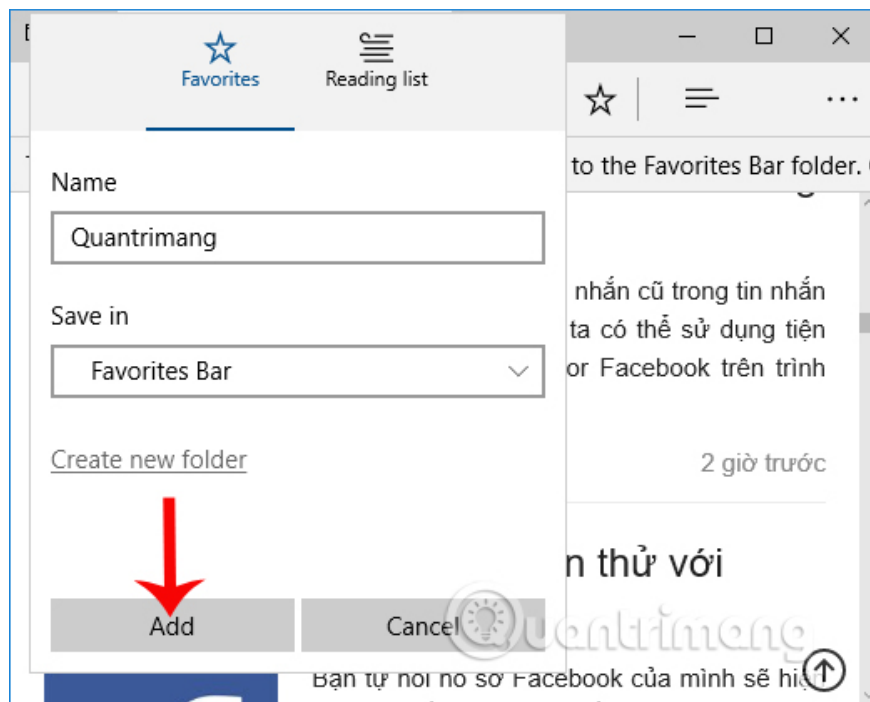 Favorites
Reading list
Name
Quantrimang
Save in
Favorites Bar
Create new folder
Add
Cancel
to the Favorites Bar folder.
nhắn cũ trong tin nhắn
ta có thể sử dụng tiện
or Facebook trên trình
2 giờ trước
n thử với
Quantrimang
Bạn tự hỏi hồ sơ Facebook của mình sẽ hiện